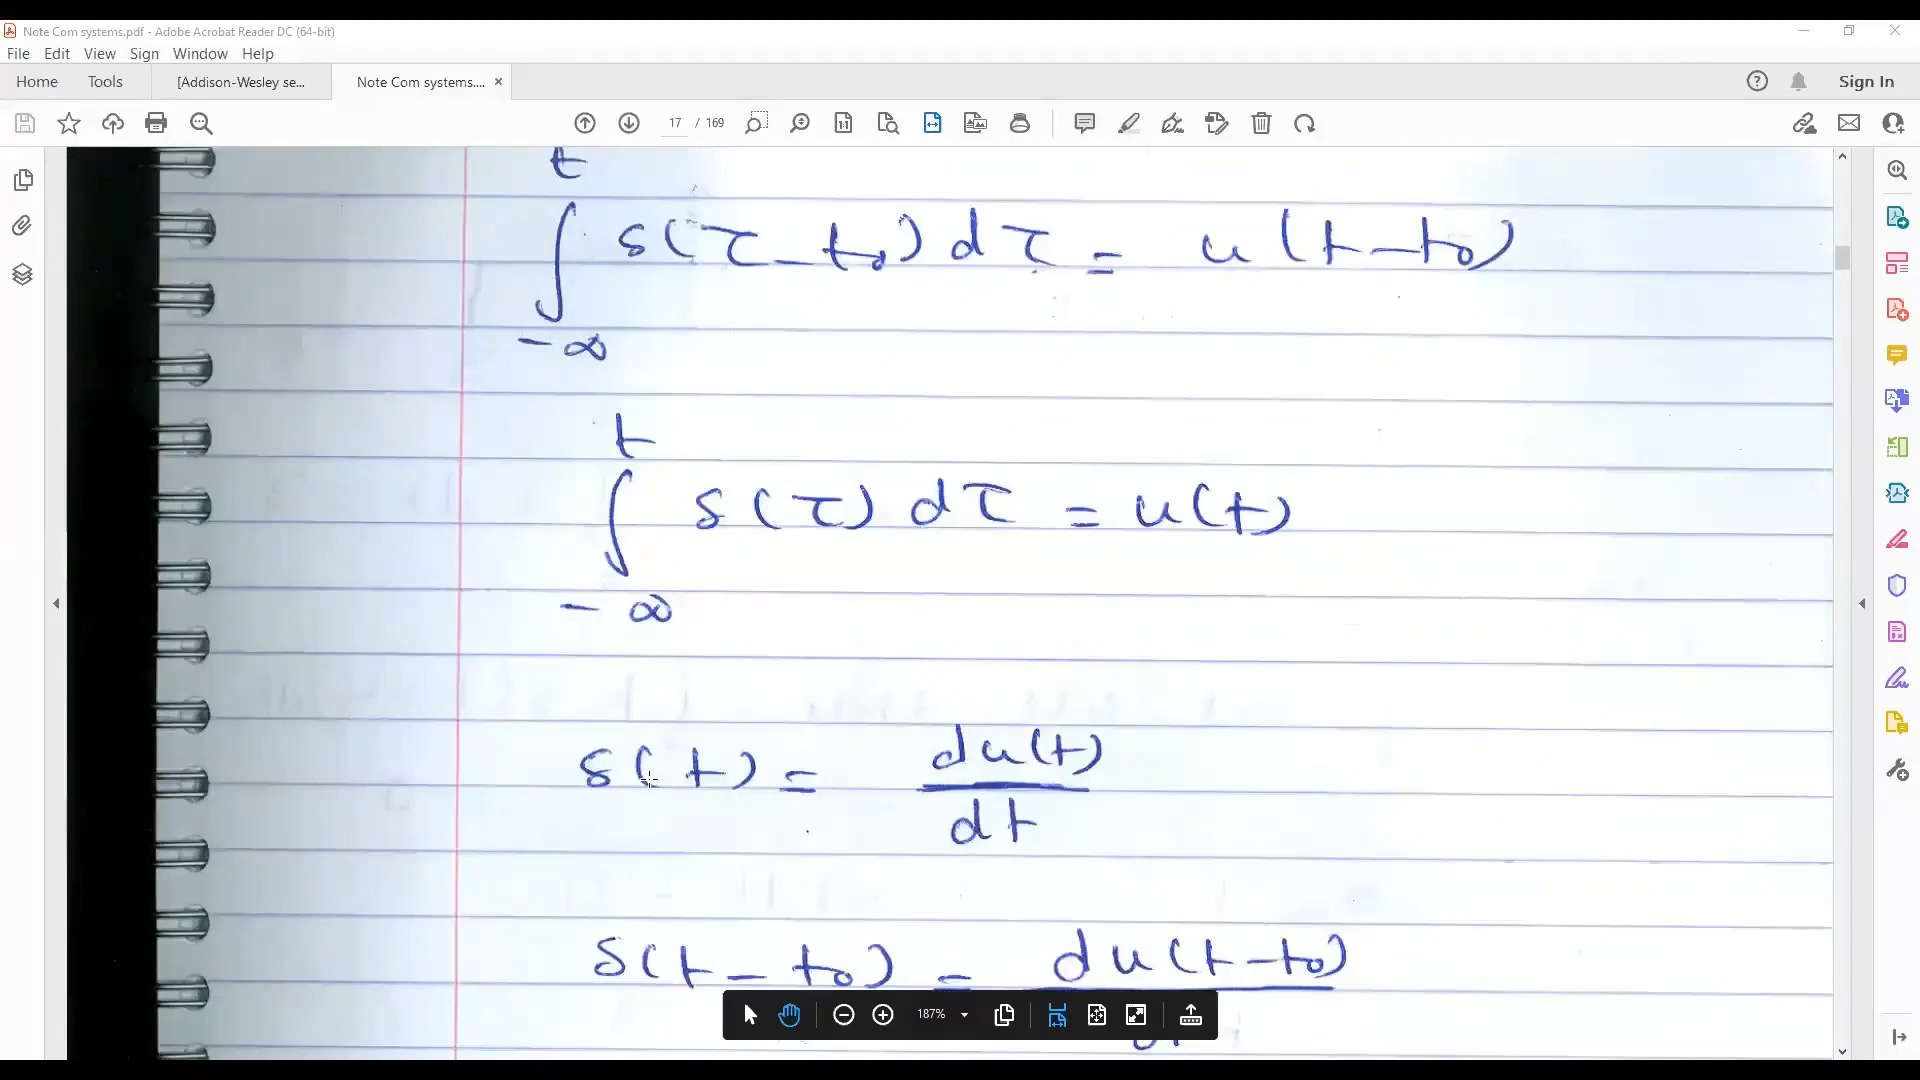 Note Com systems.pdf - Adobe Acrobat Reader DC (64-bit)
File Edit View Sign Window Help
Home Tools [Addison-Wesley se... Note Com systems.... × Sign In
17 / 169
t
∫ δ(τ - t₀) dτ = u(t - t₀)
-∞
t
∫ δ(τ) dτ = u(t)
-∞
δ(t) = du(t)
dt
δ(t - t₀) = du(t - t₀)
187%